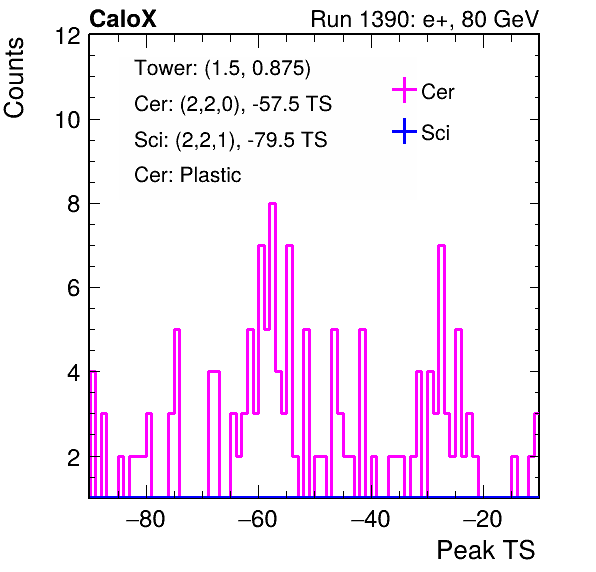 CaloX Run 1390: e+, 80 GeV
Counts
12
10
8
6
4
2
Tower: (1.5, 0.875)
Cer: (2,2,0), -57.5 TS
Sci: (2,2,1), -79.5 TS
Cer: Plastic
Cer
Sci
−80 −60 −40 −20
Peak TS